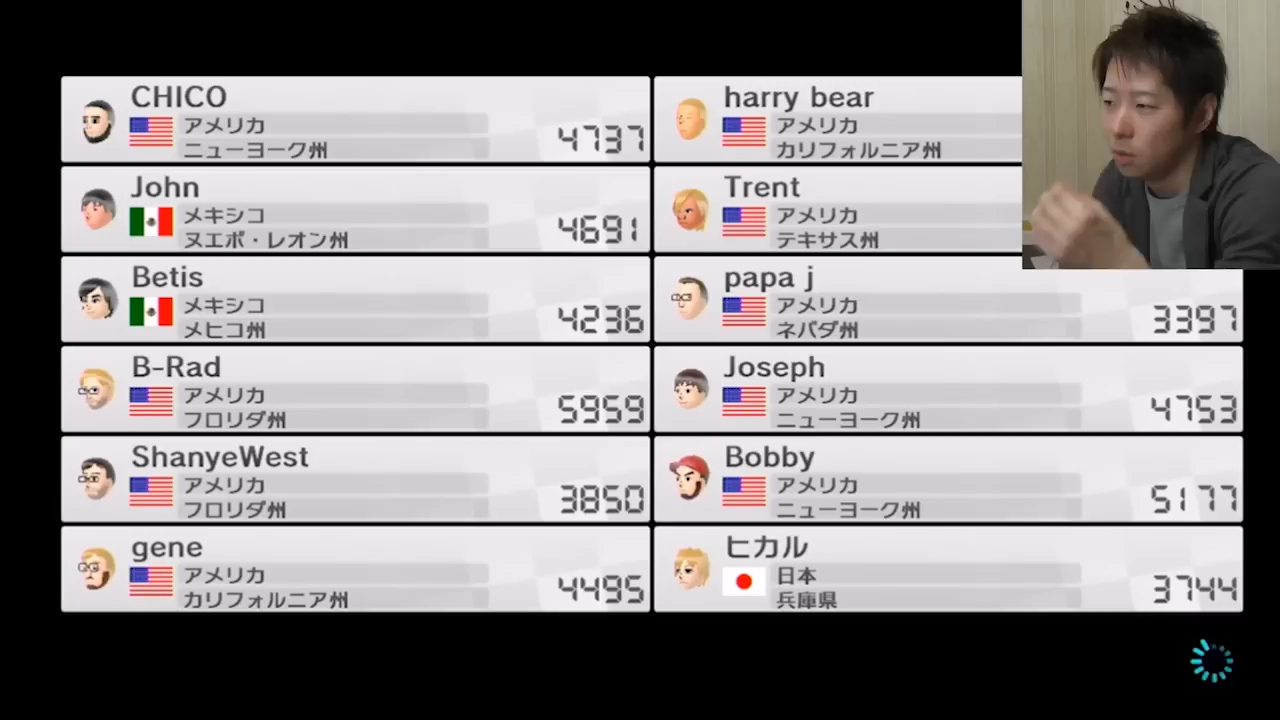 CHICO
アメリカ
ニューヨーク州
4737
harry bear
アメリカ
カリフォルニア州
John
メキシコ
ヌエボ・レオン州
4691
Trent
アメリカ
テキサス州
Betis
メキシコ
メヒコ州
4236
papa j
アメリカ
ネバダ州
3397
B-Rad
アメリカ
フロリダ州
5959
Joseph
アメリカ
ニューヨーク州
4753
ShanyeWest
アメリカ
フロリダ州
3850
Bobby
アメリカ
ニューヨーク州
5177
gene
アメリカ
カリフォルニア州
4495
ヒカル
日本
兵庫県
3744